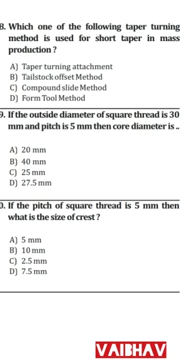 8. Which one of the following taper turning
method is used for short taper in mass
production ?
A) Taper turning attachment
B) Tailstock offset Method
C) Compound slide Method
D) Form Tool Method
9. If the outside diameter of square thread is 30
mm and pitch is 5 mm then core diameter is ..
A) 20 mm
B) 40 mm
C) 25 mm
D) 27.5 mm
0. If the pitch of square thread is 5 mm then
what is the size of crest ?
A) 5 mm
B) 10 mm
C) 2.5 mm
D) 7.5 mm
VAIBHAV